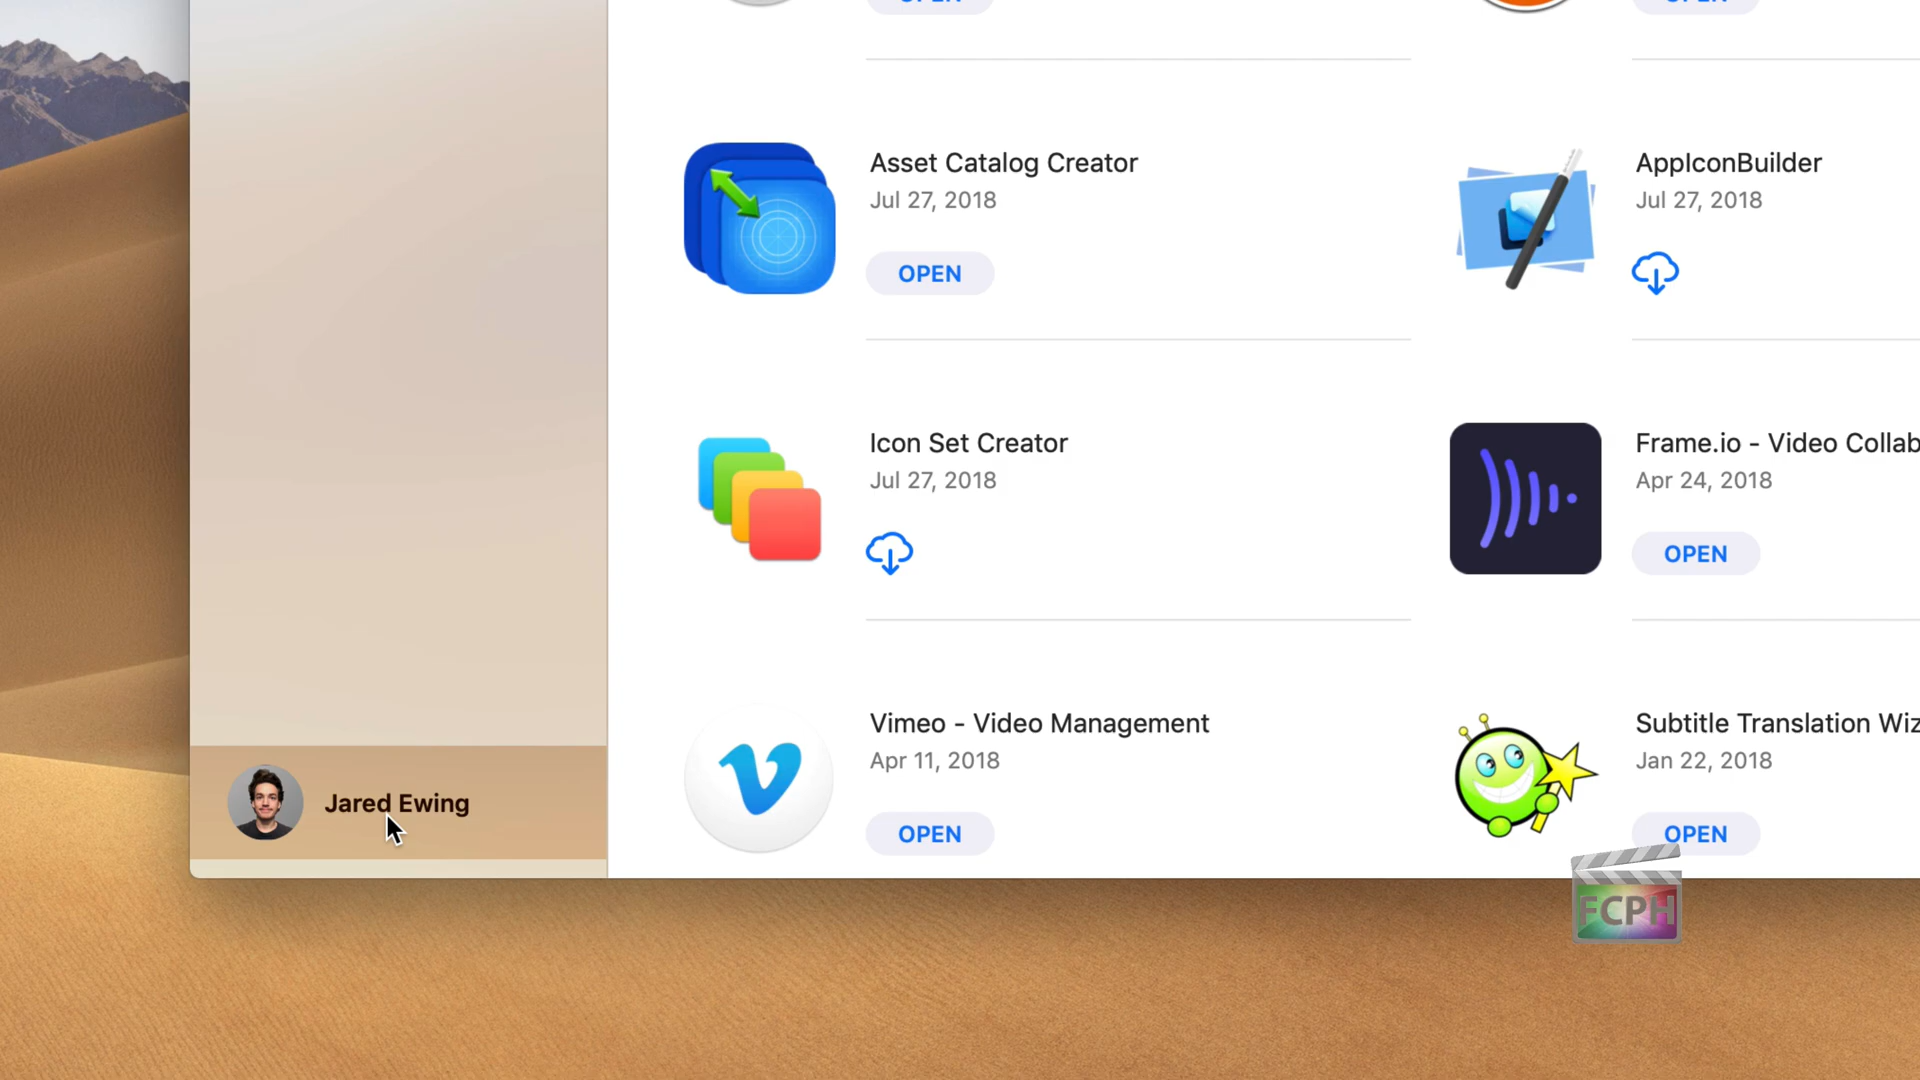 OPEN
OPEN
Asset Catalog Creator
Jul 27, 2018
OPEN
AppIconBuilder
Jul 27, 2018
Icon Set Creator
Jul 27, 2018
Frame.io - Video Collab
Apr 24, 2018
OPEN
Vimeo - Video Management
Apr 11, 2018
OPEN
Subtitle Translation Wiz
Jan 22, 2018
OPEN
Jared Ewing
FCPH